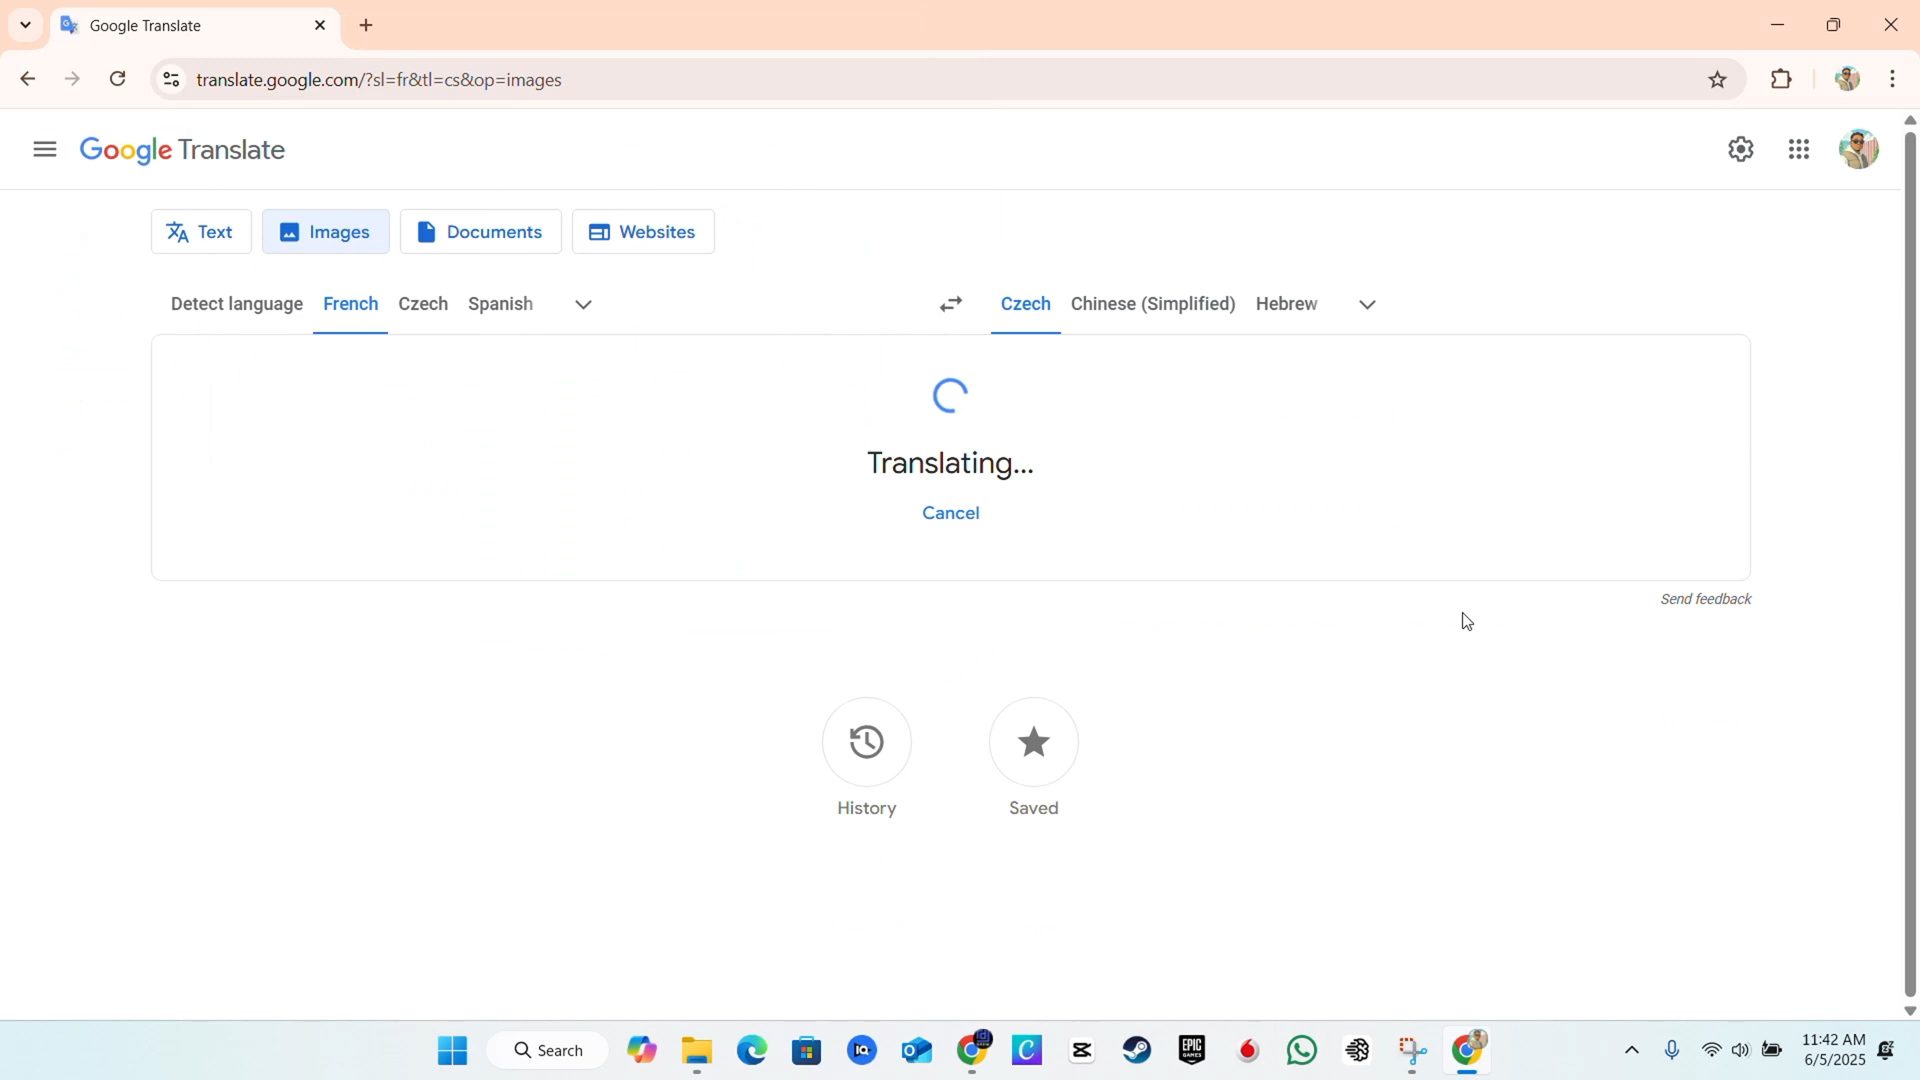 Google Translate
translate.google.com/?sl=fr&tl=cs&op=images
Google Translate
Text
Images
Documents
Websites
Detect language
French
Czech
Spanish
Czech
Chinese (Simplified)
Hebrew
Translating...
Cancel
Send feedback
History
Saved
Search
EPIC GAMES
11:42 AM
6/5/2025